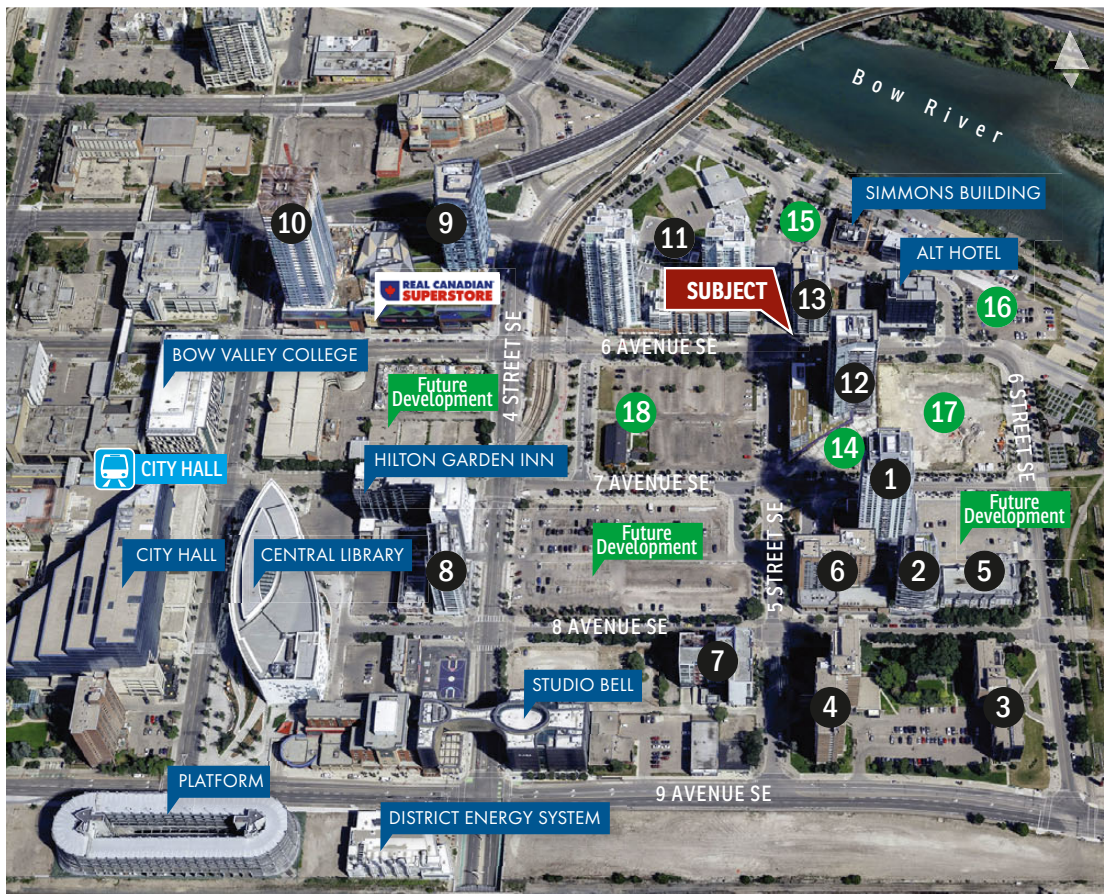 Bow River
SIMMONS BUILDING
15
10
9
11
ALT HOTEL
REAL CANADIAN
SUPERSTORE
SUBJECT
13
16
6 AVENUE SE
BOW VALLEY COLLEGE
4 STREET SE
Future
Development
12
6 STREET SE
18
17
14
CITY HALL
HILTON GARDEN INN
7 AVENUE SE
1
5 STREET SE
Future
Development
Future
Development
CITY HALL
CENTRAL LIBRARY
8
6
2
5
8 AVENUE SE
7
STUDIO BELL
4
3
PLATFORM
9 AVENUE SE
DISTRICT ENERGY SYSTEM